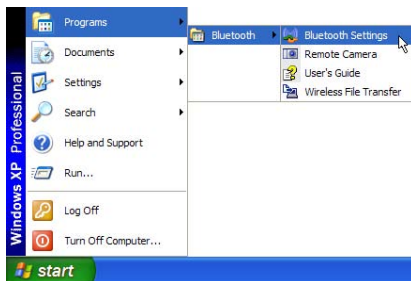 Programs
Documents
Settings
Search
Help and Support
Run...
Log Off
Turn Off Computer...
Windows XP Professional
start
Bluetooth
Bluetooth Settings
Remote Camera
User's Guide
Wireless File Transfer